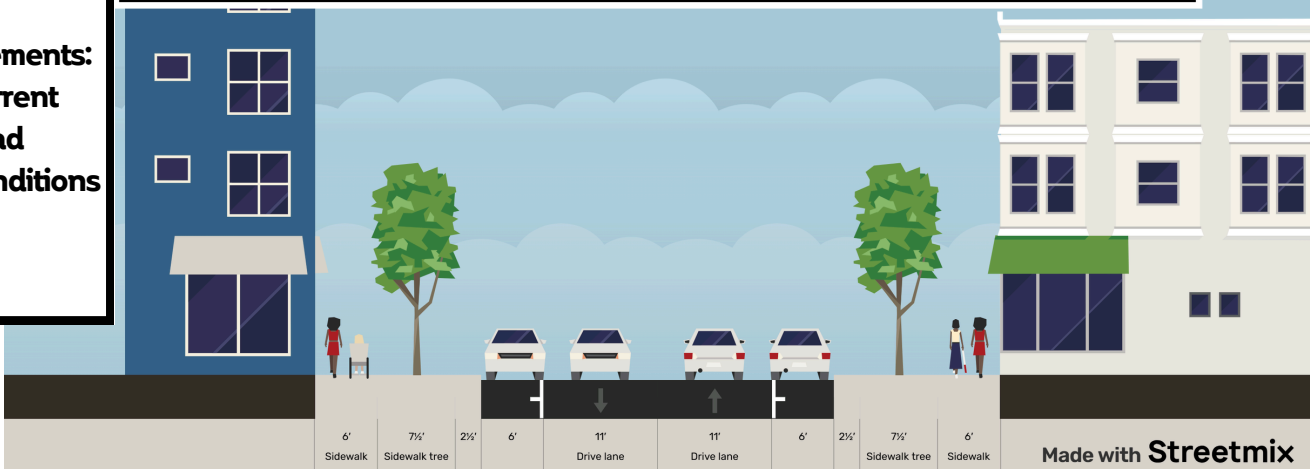 ements:
rrent
nditions
6' 7½' 2½' 6' 11' 11' 6' 2½' 7½' 6'
Sidewalk Sidewalk tree Drive lane Drive lane Sidewalk tree Sidewalk
Made with Streetmix